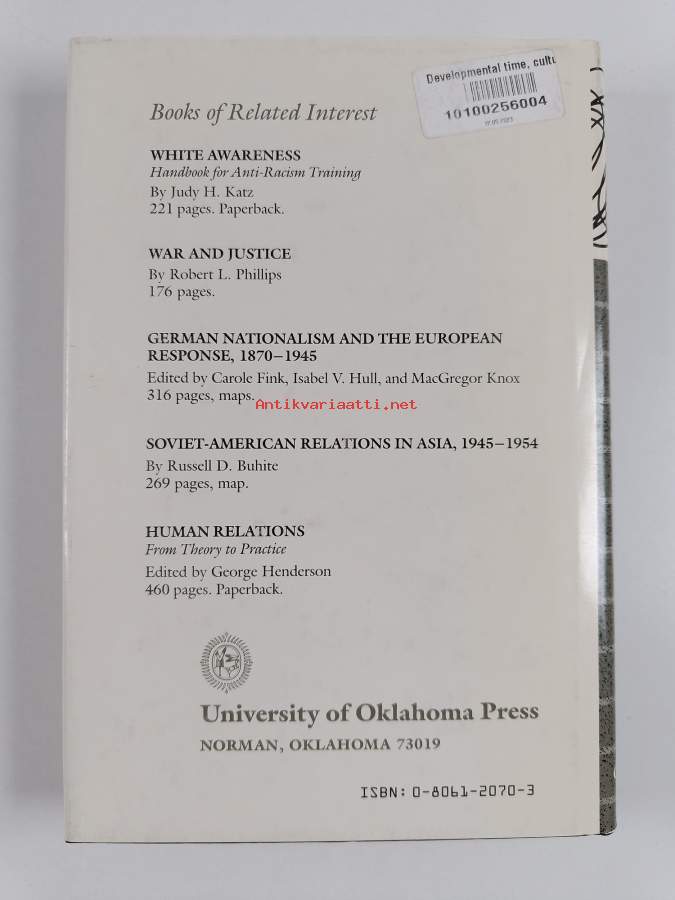 Developmental time, cultu
10100256004
Books of Related Interest
WHITE AWARENESS
Handbook for Anti-Racism Training
By Judy H. Katz
221 pages. Paperback.
WAR AND JUSTICE
By Robert L. Phillips
176 pages.
GERMAN NATIONALISM AND THE EUROPEAN
RESPONSE, 1870–1945
Edited by Carole Fink, Isabel V. Hull, and MacGregor Knox
316 pages, maps.
Antikvariaatti.net
SOVIET-AMERICAN RELATIONS IN ASIA, 1945–1954
By Russell D. Buhite
269 pages, map.
HUMAN RELATIONS
From Theory to Practice
Edited by George Henderson
460 pages. Paperback.
University of Oklahoma Press
NORMAN, OKLAHOMA 73019
ISBN: 0-8061-2070-3